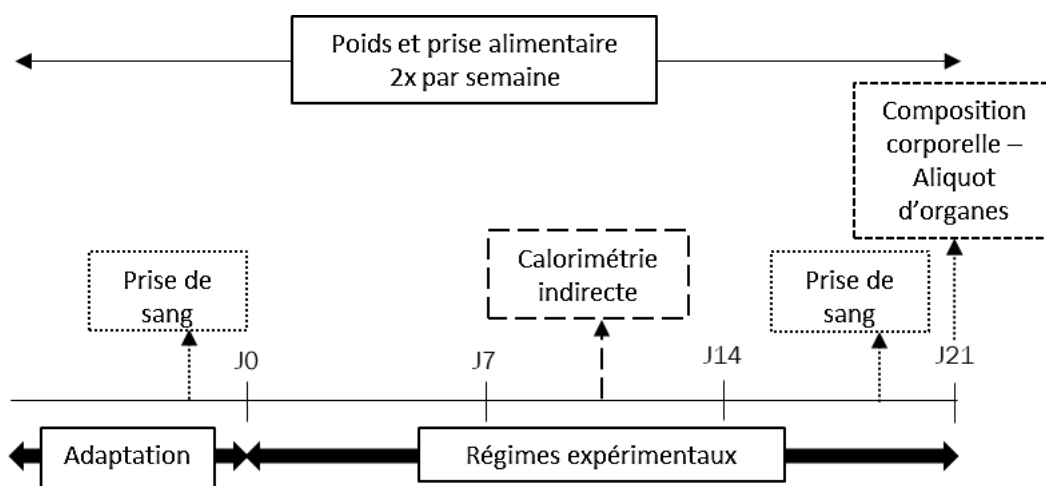 Poids et prise alimentaire
2x par semaine
Composition
corporelle –
Aliquot
d'organes
Prise de
sang
Calorimétrie
indirecte
Prise de
sang
J0
J7
J14
J21
Adaptation
Régimes expérimentaux